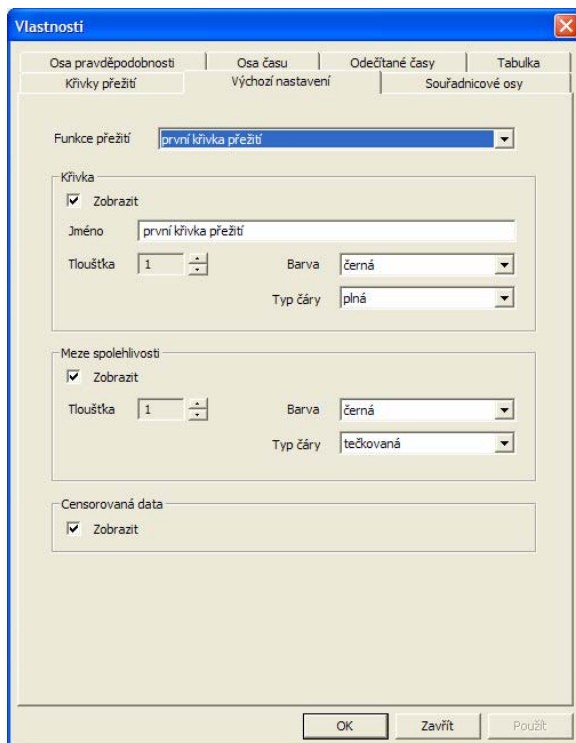 Vlastnosti
Osa pravděpodobnosti Osa času Odečítané časy Tabulka
Křivky přežití Výchozí nastavení Souřadnicové osy
Funkce přežití první křivka přežití
Křivka
Zobrazit
Jméno první křivka přežití
Tloušťka 1 Barva černá
Typ čáry plná
Meze spolehlivosti
Zobrazit
Tloušťka 1 Barva černá
Typ čáry tečkovaná
Censorovaná data
Zobrazit
OK Zavřít Použít